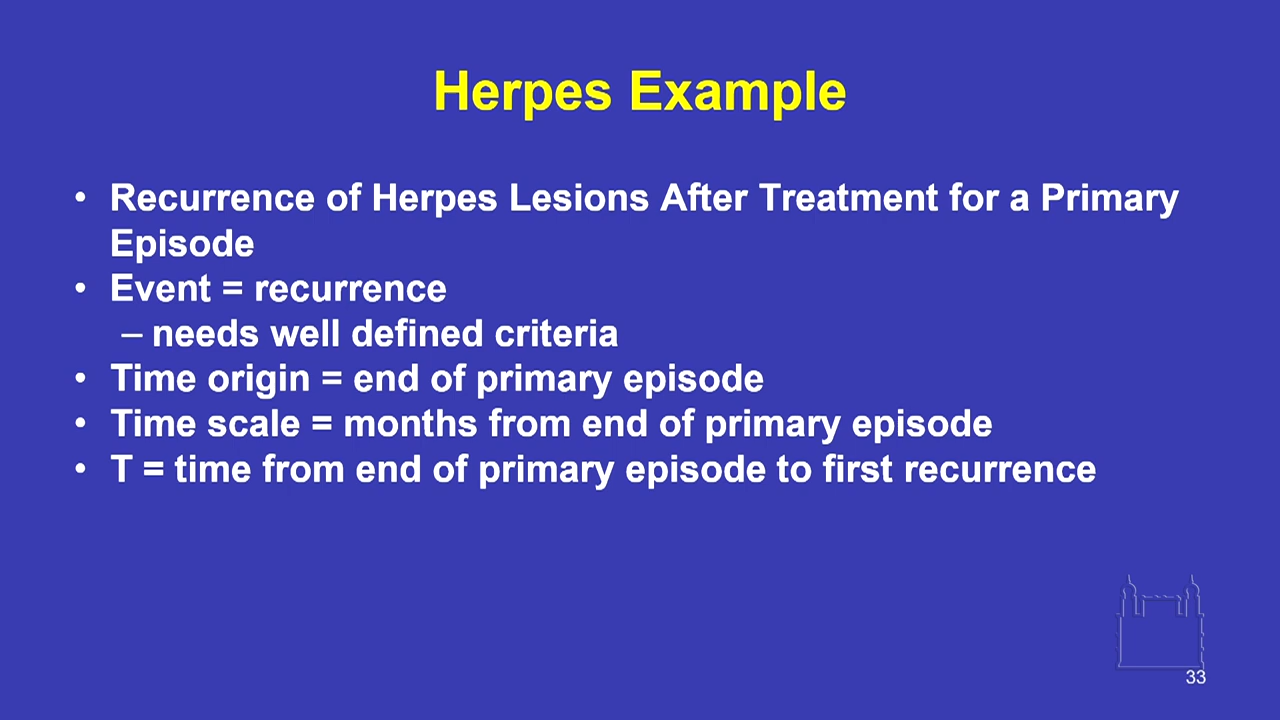 Herpes Example
• Recurrence of Herpes Lesions After Treatment for a Primary
Episode
• Event = recurrence
– needs well defined criteria
• Time origin = end of primary episode
• Time scale = months from end of primary episode
• T = time from end of primary episode to first recurrence
33